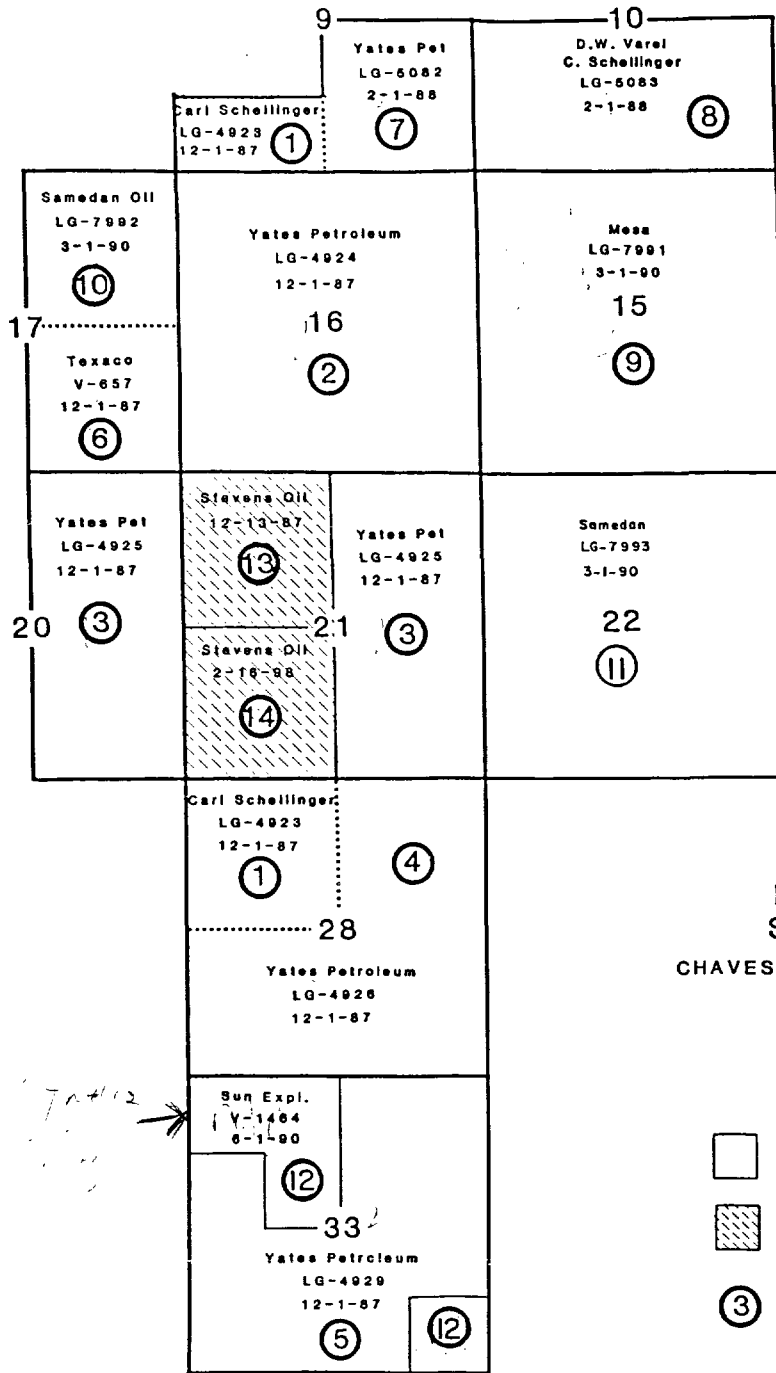 9
10
Yates Pet
LG-5082
2-1-88
7
D.W. Varel
C. Schellinger
LG-5083
2-1-88
8
Carl Schellinger
LG-4923
12-1-87
1
Samedan Oil
LG-7992
3-1-90
10
Yates Petroleum
LG-4924
12-1-87
16
2
Mesa
LG-7991
3-1-90
15
9
17
Texaco
V-657
12-1-87
6
Yates Pet
LG-4925
12-1-87
3
20
Stevens Oil
12-13-87
13
21
Stevens Oil
2-16-98
14
Yates Pet
LG-4925
12-1-87
3
Samedan
LG-7993
3-1-90
22
11
Carl Schellinger
LG-4923
12-1-87
1
4
28
Yates Petroleum
LG-4926
12-1-87
S
CHAVES
Sun Expl.
V-1464
6-1-90
12
33
Yates Petroleum
LG-4929
12-1-87
5
12
3